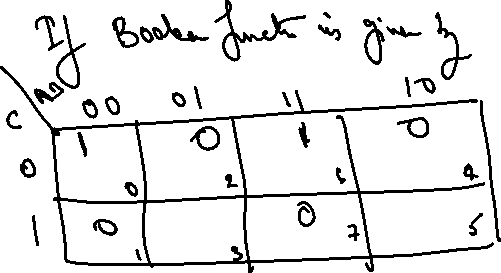 If Boolean functn is given by
AB 00 01 11 10
C
0 1 0 1 0
0 2 6 4
1 0 0
1 3 7 5